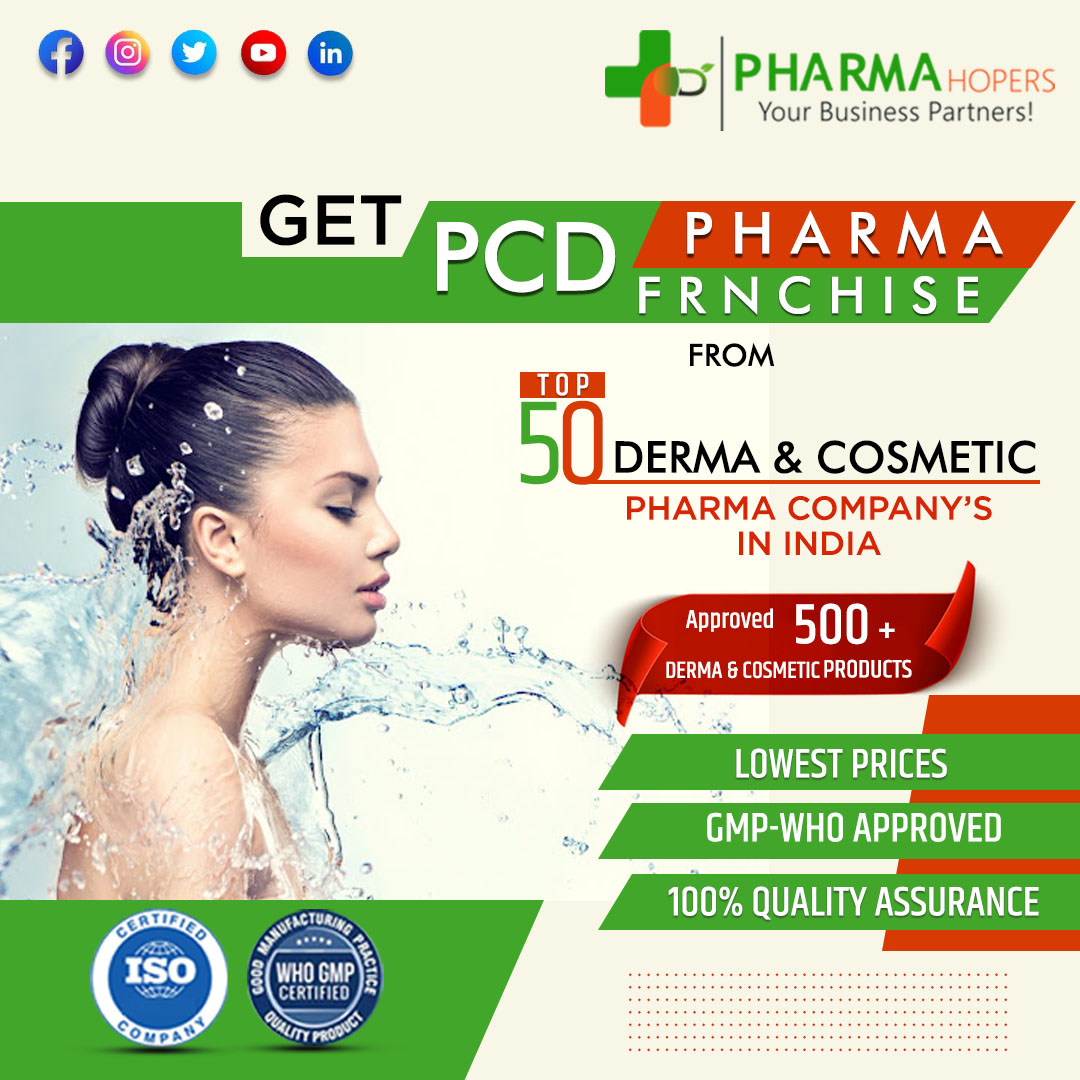 PHARMA HOPERS
Your Business Partners!
GET
PCD
PHARMA
FRNCHISE
FROM
TOP
50
DERMA & COSMETIC
PHARMA COMPANY'S
IN INDIA
Approved 500 +
DERMA & COSMETIC PRODUCTS
LOWEST PRICES
GMP-WHO APPROVED
100% QUALITY ASSURANCE
CERTIFIED
ISO
COMPANY
GOOD MANUFACTURING PRACTICE
WHO GMP
CERTIFIED
QUALITY PRODUCT
in